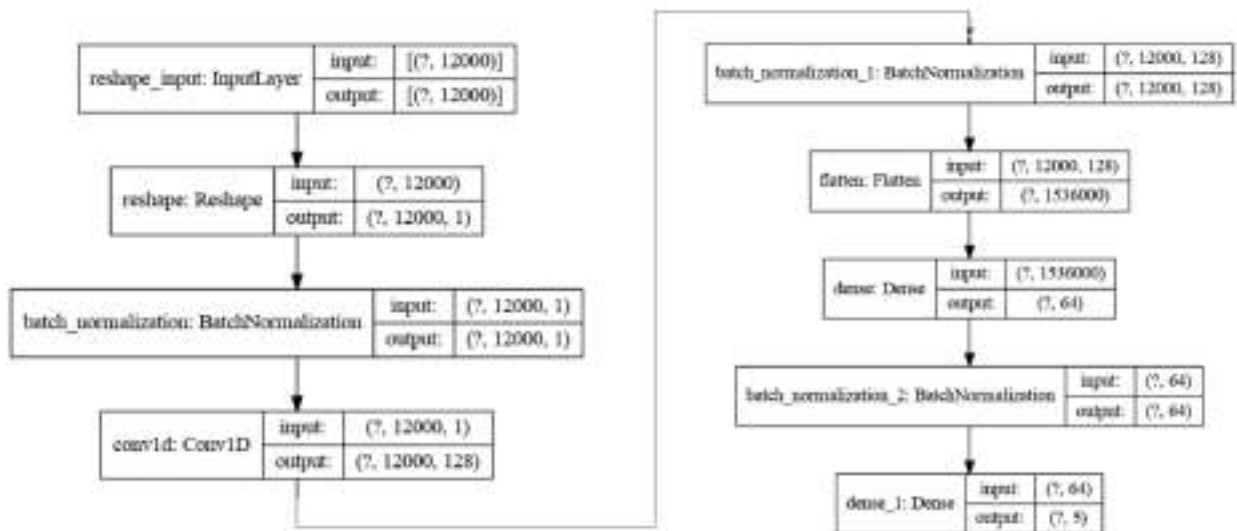 reshape_input: InputLayer
input: [(?, 12000)]
output: [(?, 12000)]
reshape: Reshape
input: (?, 12000)
output: (?, 12000, 1)
batch_normalization: BatchNormalization
input: (?, 12000, 1)
output: (?, 12000, 1)
conv1d: Conv1D
input: (?, 12000, 1)
output: (?, 12000, 128)
batch_normalization_1: BatchNormalization
input: (?, 12000, 128)
output: (?, 12000, 128)
flatten: Flatten
input: (?, 12000, 128)
output: (?, 1536000)
dense: Dense
input: (?, 1536000)
output: (?, 64)
batch_normalization_2: BatchNormalization
input: (?, 64)
output: (?, 64)
dense_1: Dense
input: (?, 64)
output: (?, 5)